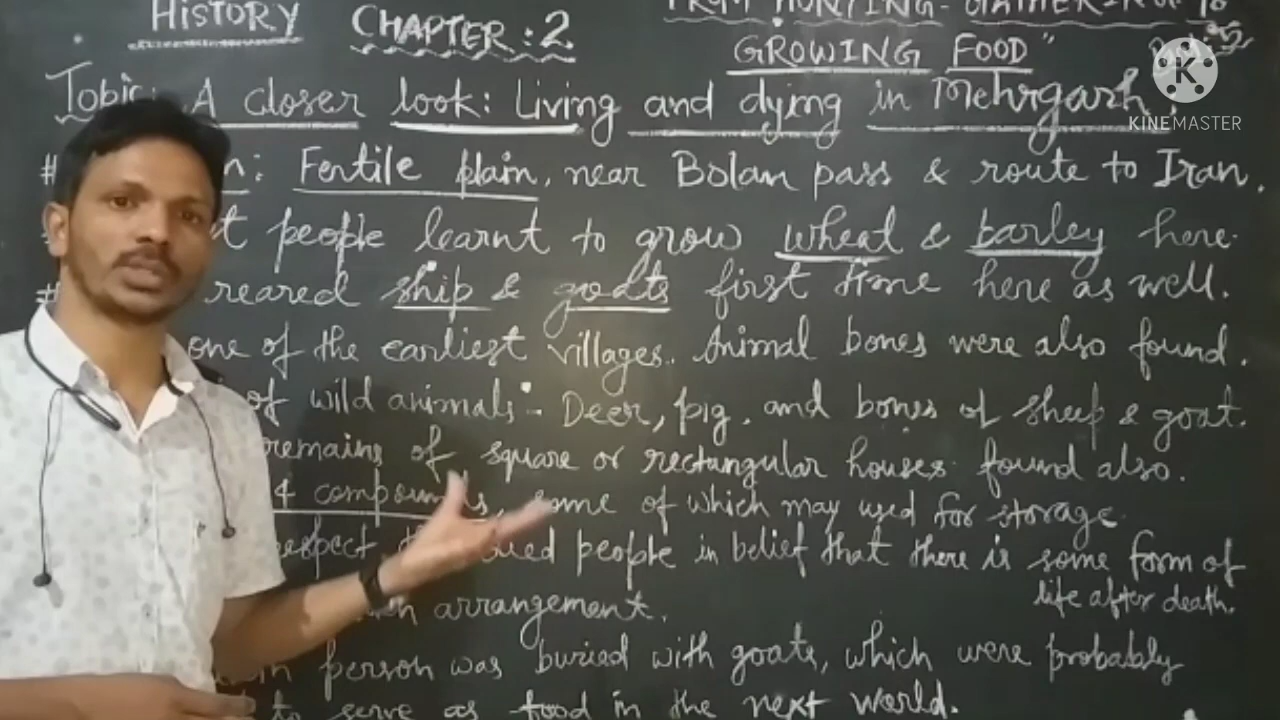 HISTORY CHAPTER: 2 FROM HUNTING- GATHERING TO
GROWING FOOD"
K
KINEMASTER
Topic: A closer look: Living and dying in Mehrgarh.
#
: Fertile plain, near Bolan pass & route to Iran.
people learnt to grow wheat & barley here.
# reared ship & goats first time here as well.
one of the earliest villages. Animal bones were also found.
of wild animals - Deer, pig, and bones of sheep & goat.
remains of square or rectangular houses found also.
4 compounds, some of which may used for storage.
people in belief that there is some form of
life after death.
arrangement.
person was buried with goats, which were probably
to serve as food in the next world.